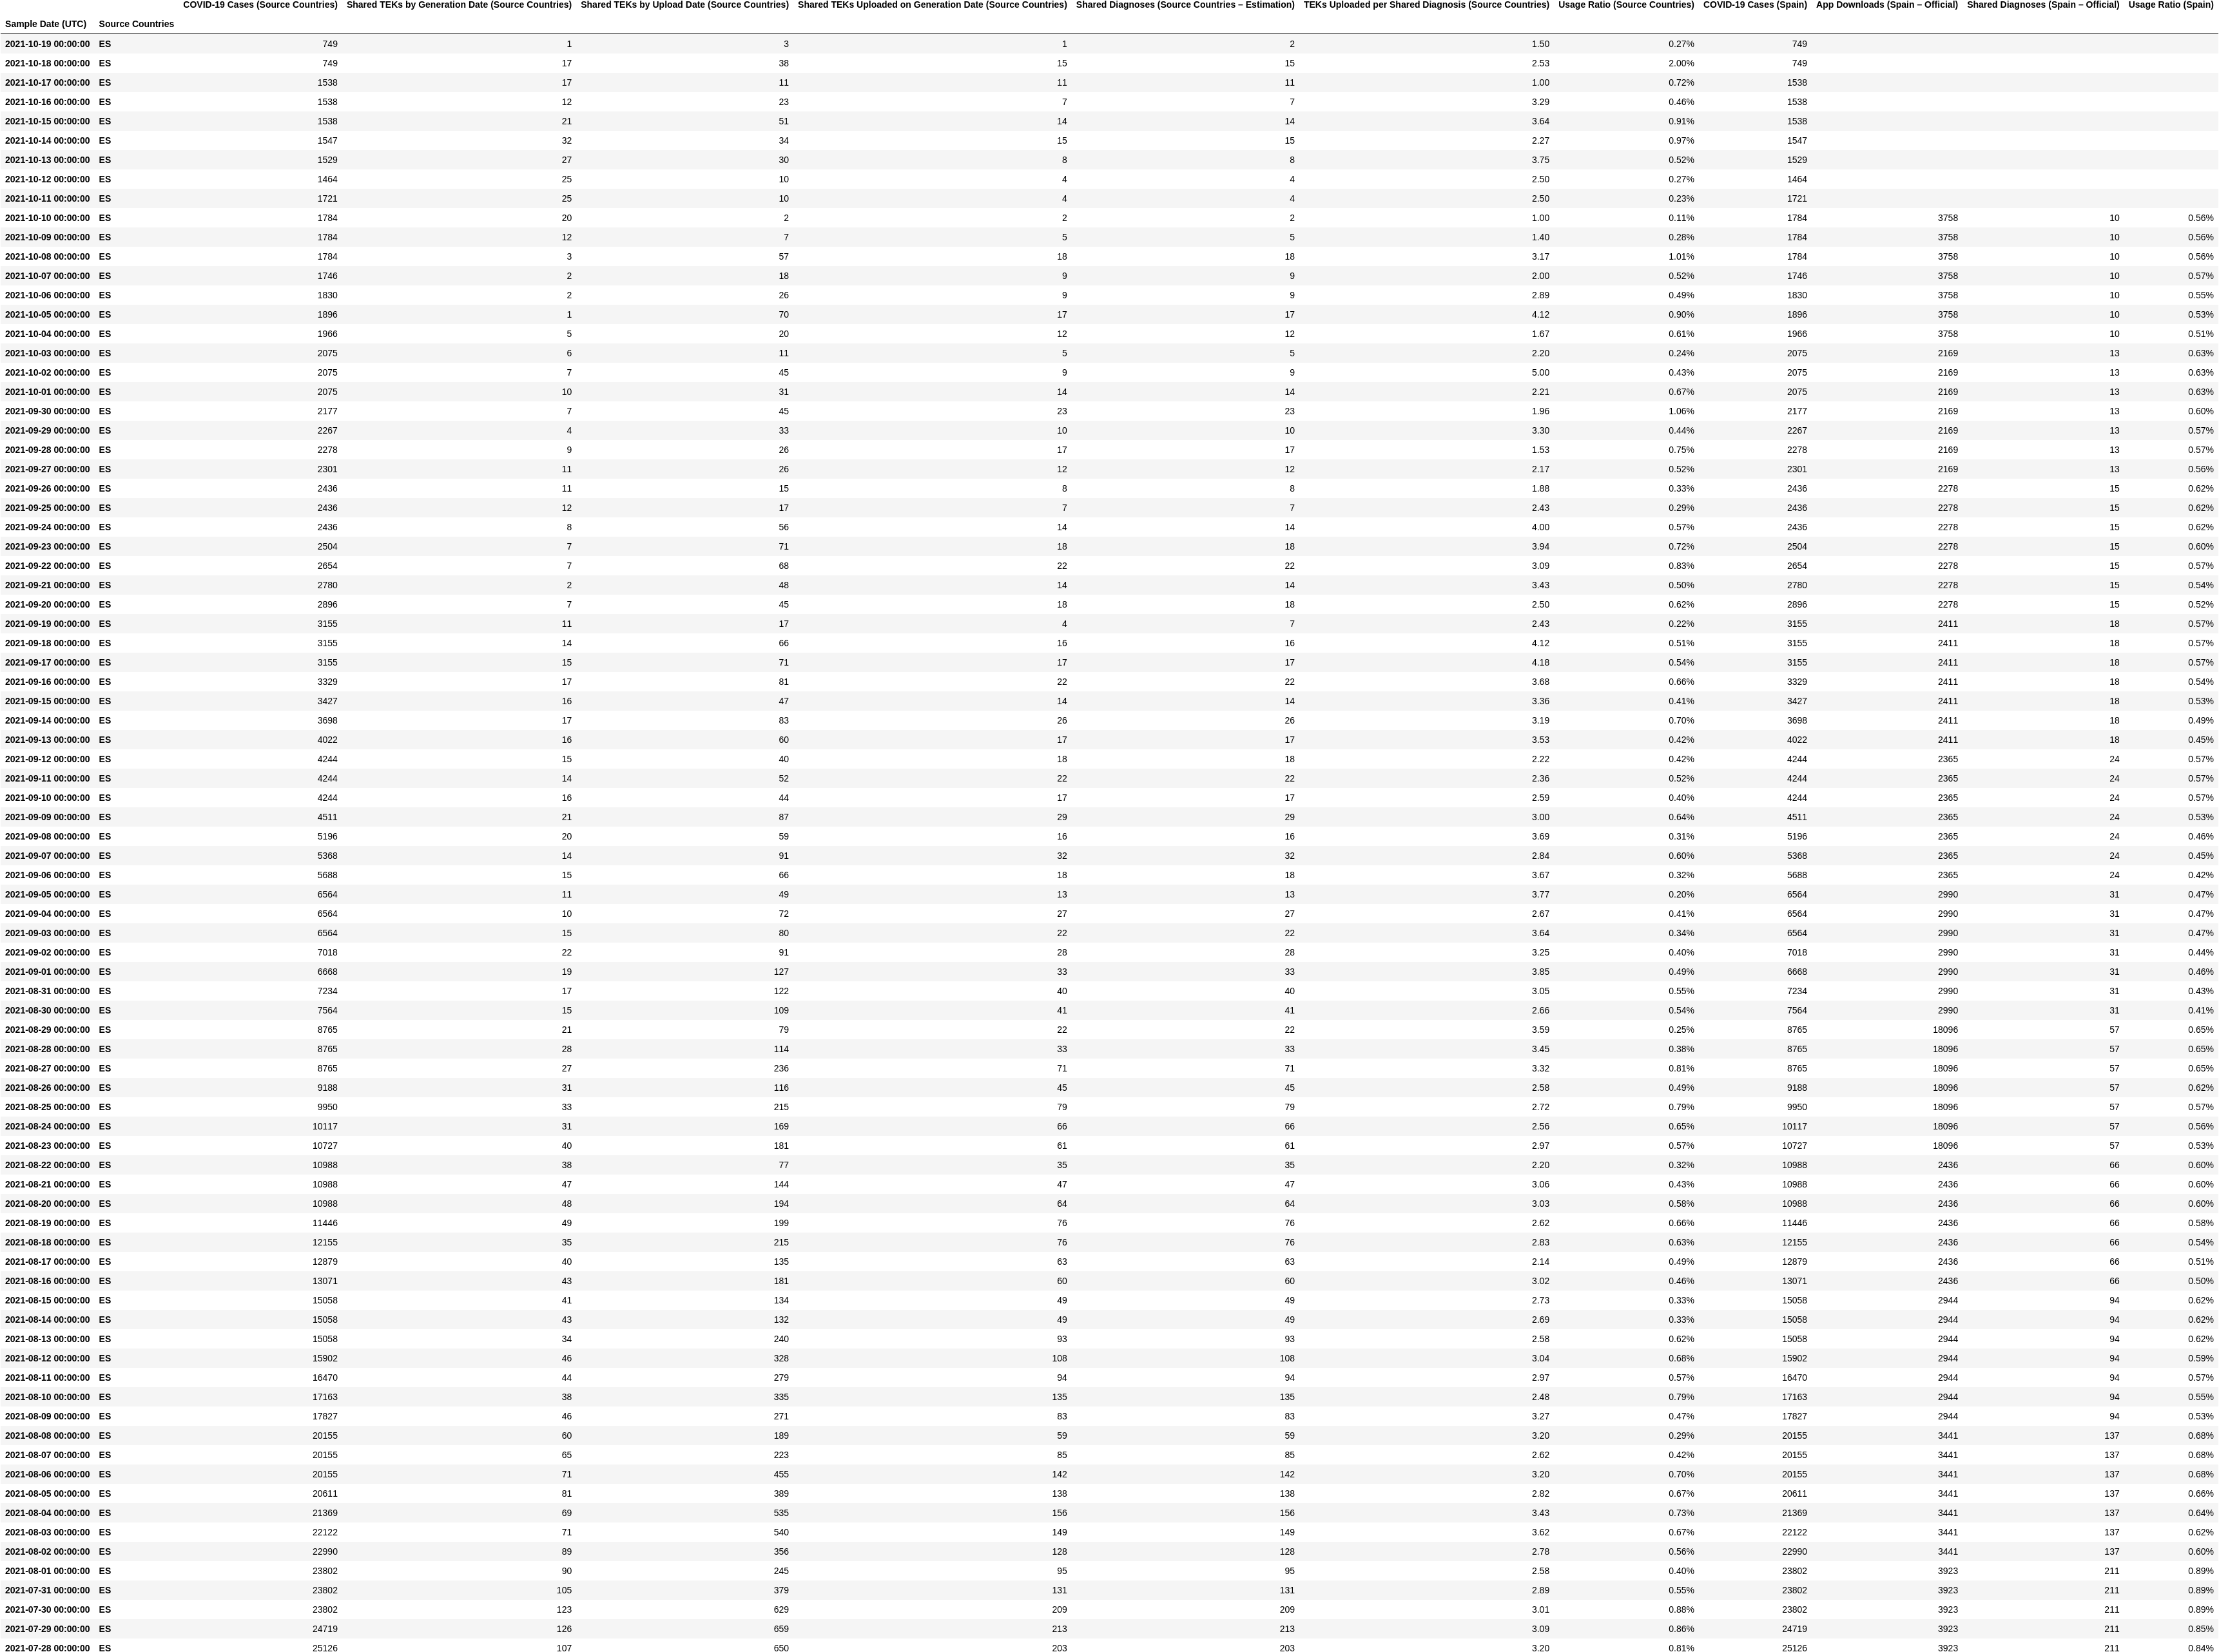 COVID-19 Cases (Source Countries) Shared TEKs by Generation Date (Source Countries) Shared TEKs by Upload Date (Source Countries) Shared TEKs Uploaded on Generation Date (Source Countries) Shared Diagnoses (Source Countries – Estimation) TEKs Uploaded per Shared Diagnosis (Source Countries) Usage Ratio (Source Countries) COVID-19 Cases (Spain) App Downloads (Spain – Official) Shared Diagnoses (Spain – Official) Usage Ratio (Spain)
Sample Date (UTC) Source Countries
2021-10-19 00:00:00 ES 749 1 3 1 2 1.50 0.27% 749
2021-10-18 00:00:00 ES 749 17 38 15 15 2.53 2.00% 749
2021-10-17 00:00:00 ES 1538 17 11 11 11 1.00 0.72% 1538
2021-10-16 00:00:00 ES 1538 12 23 7 7 3.29 0.46% 1538
2021-10-15 00:00:00 ES 1538 21 51 14 14 3.64 0.91% 1538
2021-10-14 00:00:00 ES 1547 32 34 15 15 2.27 0.97% 1547
2021-10-13 00:00:00 ES 1529 27 30 8 8 3.75 0.52% 1529
2021-10-12 00:00:00 ES 1464 25 10 4 4 2.50 0.27% 1464
2021-10-11 00:00:00 ES 1721 25 10 4 4 2.50 0.23% 1721
2021-10-10 00:00:00 ES 1784 20 2 2 2 1.00 0.11% 1784 3758 10 0.56%
2021-10-09 00:00:00 ES 1784 12 7 5 5 1.40 0.28% 1784 3758 10 0.56%
2021-10-08 00:00:00 ES 1784 3 57 18 18 3.17 1.01% 1784 3758 10 0.56%
2021-10-07 00:00:00 ES 1746 2 18 9 9 2.00 0.52% 1746 3758 10 0.57%
2021-10-06 00:00:00 ES 1830 2 26 9 9 2.89 0.49% 1830 3758 10 0.55%
2021-10-05 00:00:00 ES 1896 1 70 17 17 4.12 0.90% 1896 3758 10 0.53%
2021-10-04 00:00:00 ES 1966 5 20 12 12 1.67 0.61% 1966 3758 10 0.51%
2021-10-03 00:00:00 ES 2075 6 11 5 5 2.20 0.24% 2075 2169 13 0.63%
2021-10-02 00:00:00 ES 2075 7 45 9 9 5.00 0.43% 2075 2169 13 0.63%
2021-10-01 00:00:00 ES 2075 10 31 14 14 2.21 0.67% 2075 2169 13 0.63%
2021-09-30 00:00:00 ES 2177 7 45 23 23 1.96 1.06% 2177 2169 13 0.60%
2021-09-29 00:00:00 ES 2267 4 33 10 10 3.30 0.44% 2267 2169 13 0.57%
2021-09-28 00:00:00 ES 2278 9 26 17 17 1.53 0.75% 2278 2169 13 0.57%
2021-09-27 00:00:00 ES 2301 11 26 12 12 2.17 0.52% 2301 2169 13 0.56%
2021-09-26 00:00:00 ES 2436 11 15 8 8 1.88 0.33% 2436 2278 15 0.62%
2021-09-25 00:00:00 ES 2436 12 17 7 7 2.43 0.29% 2436 2278 15 0.62%
2021-09-24 00:00:00 ES 2436 8 56 14 14 4.00 0.57% 2436 2278 15 0.62%
2021-09-23 00:00:00 ES 2504 7 71 18 18 3.94 0.72% 2504 2278 15 0.60%
2021-09-22 00:00:00 ES 2654 7 68 22 22 3.09 0.83% 2654 2278 15 0.57%
2021-09-21 00:00:00 ES 2780 2 48 14 14 3.43 0.50% 2780 2278 15 0.54%
2021-09-20 00:00:00 ES 2896 7 45 18 18 2.50 0.62% 2896 2278 15 0.52%
2021-09-19 00:00:00 ES 3155 11 17 4 7 2.43 0.22% 3155 2411 18 0.57%
2021-09-18 00:00:00 ES 3155 14 66 16 16 4.12 0.51% 3155 2411 18 0.57%
2021-09-17 00:00:00 ES 3155 15 71 17 17 4.18 0.54% 3155 2411 18 0.57%
2021-09-16 00:00:00 ES 3329 17 81 22 22 3.68 0.66% 3329 2411 18 0.54%
2021-09-15 00:00:00 ES 3427 16 47 14 14 3.36 0.41% 3427 2411 18 0.53%
2021-09-14 00:00:00 ES 3698 17 83 26 26 3.19 0.70% 3698 2411 18 0.49%
2021-09-13 00:00:00 ES 4022 16 60 17 17 3.53 0.42% 4022 2411 18 0.45%
2021-09-12 00:00:00 ES 4244 15 40 18 18 2.22 0.42% 4244 2365 24 0.57%
2021-09-11 00:00:00 ES 4244 14 52 22 22 2.36 0.52% 4244 2365 24 0.57%
2021-09-10 00:00:00 ES 4244 16 44 17 17 2.59 0.40% 4244 2365 24 0.57%
2021-09-09 00:00:00 ES 4511 21 87 29 29 3.00 0.64% 4511 2365 24 0.53%
2021-09-08 00:00:00 ES 5196 20 59 16 16 3.69 0.31% 5196 2365 24 0.46%
2021-09-07 00:00:00 ES 5368 14 91 32 32 2.84 0.60% 5368 2365 24 0.45%
2021-09-06 00:00:00 ES 5688 15 66 18 18 3.67 0.32% 5688 2365 24 0.42%
2021-09-05 00:00:00 ES 6564 11 49 13 13 3.77 0.20% 6564 2990 31 0.47%
2021-09-04 00:00:00 ES 6564 10 72 27 27 2.67 0.41% 6564 2990 31 0.47%
2021-09-03 00:00:00 ES 6564 15 80 22 22 3.64 0.34% 6564 2990 31 0.47%
2021-09-02 00:00:00 ES 7018 22 91 28 28 3.25 0.40% 7018 2990 31 0.44%
2021-09-01 00:00:00 ES 6668 19 127 33 33 3.85 0.49% 6668 2990 31 0.46%
2021-08-31 00:00:00 ES 7234 17 122 40 40 3.05 0.55% 7234 2990 31 0.43%
2021-08-30 00:00:00 ES 7564 15 109 41 41 2.66 0.54% 7564 2990 31 0.41%
2021-08-29 00:00:00 ES 8765 21 79 22 22 3.59 0.25% 8765 18096 57 0.65%
2021-08-28 00:00:00 ES 8765 28 114 33 33 3.45 0.38% 8765 18096 57 0.65%
2021-08-27 00:00:00 ES 8765 27 236 71 71 3.32 0.81% 8765 18096 57 0.65%
2021-08-26 00:00:00 ES 9188 31 116 45 45 2.58 0.49% 9188 18096 57 0.62%
2021-08-25 00:00:00 ES 9950 33 215 79 79 2.72 0.79% 9950 18096 57 0.57%
2021-08-24 00:00:00 ES 10117 31 169 66 66 2.56 0.65% 10117 18096 57 0.56%
2021-08-23 00:00:00 ES 10727 40 181 61 61 2.97 0.57% 10727 18096 57 0.53%
2021-08-22 00:00:00 ES 10988 38 77 35 35 2.20 0.32% 10988 2436 66 0.60%
2021-08-21 00:00:00 ES 10988 47 144 47 47 3.06 0.43% 10988 2436 66 0.60%
2021-08-20 00:00:00 ES 10988 48 194 64 64 3.03 0.58% 10988 2436 66 0.60%
2021-08-19 00:00:00 ES 11446 49 199 76 76 2.62 0.66% 11446 2436 66 0.58%
2021-08-18 00:00:00 ES 12155 35 215 76 76 2.83 0.63% 12155 2436 66 0.54%
2021-08-17 00:00:00 ES 12879 40 135 63 63 2.14 0.49% 12879 2436 66 0.51%
2021-08-16 00:00:00 ES 13071 43 181 60 60 3.02 0.46% 13071 2436 66 0.50%
2021-08-15 00:00:00 ES 15058 41 134 49 49 2.73 0.33% 15058 2944 94 0.62%
2021-08-14 00:00:00 ES 15058 43 132 49 49 2.69 0.33% 15058 2944 94 0.62%
2021-08-13 00:00:00 ES 15058 34 240 93 93 2.58 0.62% 15058 2944 94 0.62%
2021-08-12 00:00:00 ES 15902 46 328 108 108 3.04 0.68% 15902 2944 94 0.59%
2021-08-11 00:00:00 ES 16470 44 279 94 94 2.97 0.57% 16470 2944 94 0.57%
2021-08-10 00:00:00 ES 17163 38 335 135 135 2.48 0.79% 17163 2944 94 0.55%
2021-08-09 00:00:00 ES 17827 46 271 83 83 3.27 0.47% 17827 2944 94 0.53%
2021-08-08 00:00:00 ES 20155 60 189 59 59 3.20 0.29% 20155 3441 137 0.68%
2021-08-07 00:00:00 ES 20155 65 223 85 85 2.62 0.42% 20155 3441 137 0.68%
2021-08-06 00:00:00 ES 20155 71 455 142 142 3.20 0.70% 20155 3441 137 0.68%
2021-08-05 00:00:00 ES 20611 81 389 138 138 2.82 0.67% 20611 3441 137 0.66%
2021-08-04 00:00:00 ES 21369 69 535 156 156 3.43 0.73% 21369 3441 137 0.64%
2021-08-03 00:00:00 ES 22122 71 540 149 149 3.62 0.67% 22122 3441 137 0.62%
2021-08-02 00:00:00 ES 22990 89 356 128 128 2.78 0.56% 22990 3441 137 0.60%
2021-08-01 00:00:00 ES 23802 90 245 95 95 2.58 0.40% 23802 3923 211 0.89%
2021-07-31 00:00:00 ES 23802 105 379 131 131 2.89 0.55% 23802 3923 211 0.89%
2021-07-30 00:00:00 ES 23802 123 629 209 209 3.01 0.88% 23802 3923 211 0.89%
2021-07-29 00:00:00 ES 24719 126 659 213 213 3.09 0.86% 24719 3923 211 0.85%
2021-07-28 00:00:00 ES 25126 107 650 203 203 3.20 0.81% 25126 3923 211 0.84%